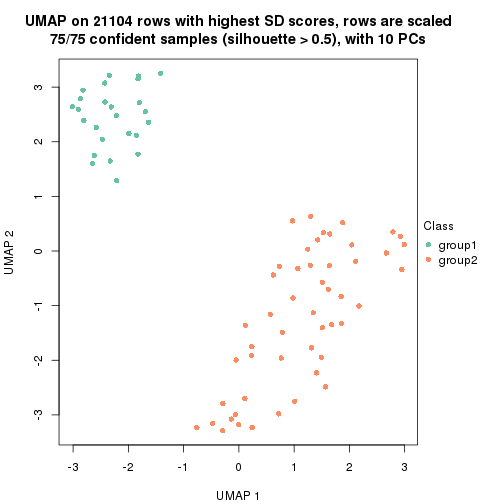 UMAP on 21104 rows with highest SD scores, rows are scaled
75/75 confident samples (silhouette > 0.5), with 10 PCs
UMAP 2
3
2
1
0
-1
-2
-3
-3
-2
-1
0
1
2
3
UMAP 1
Class
group1
group2